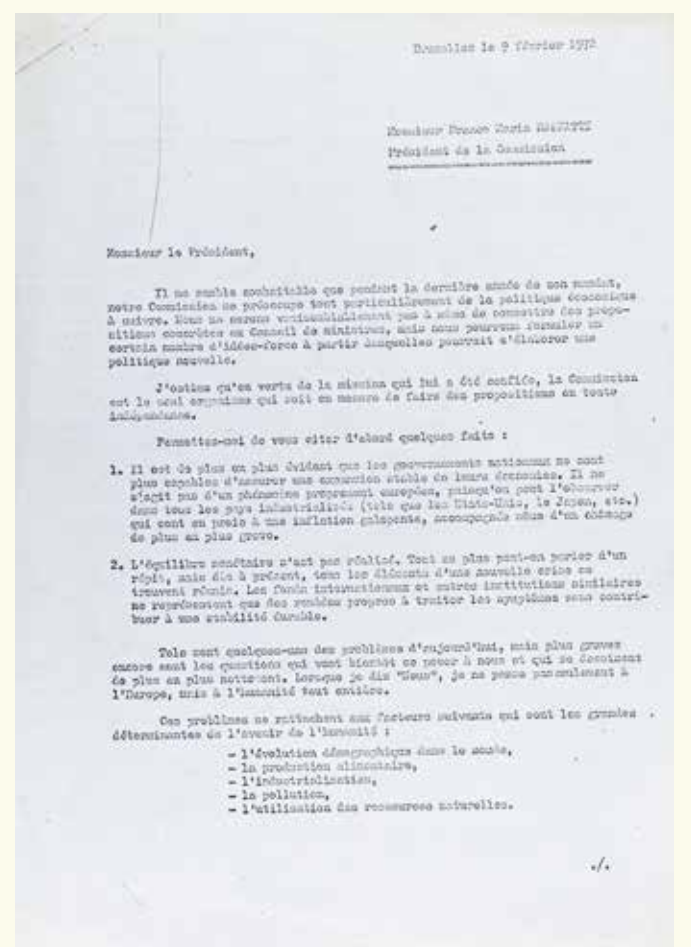 Bruxelles le 9 février 1972
Monsieur Franco Maria MALFATTI
Président de la Commission
Monsieur le Président,
Il me semble souhaitable que pendant la dernière année de son mandat,
notre Commission se préoccupe tout particulièrement de la politique économique
à suivre. Nous ne serons vraisemblablement pas à même de soumettre des propo-
sitions concrètes au Conseil de ministres, mais nous pourrons formuler un
certain nombre d'idées-force à partir desquelles pourrait s'élaborer une
politique nouvelle.
J'estime qu'en vertu de la mission qui lui a été confiée, la Commission
est le seul organisme qui soit en mesure de faire des propositions en toute
indépendance.
Permettez-moi de vous citer d'abord quelques faits :
1. Il est de plus en plus évident que les gouvernements nationaux ne sont
plus capables d'assurer une expansion stable de leurs économies. Il ne
s'agit pas d'un phénomène proprement européen, puisqu'on peut l'observer
dans tous les pays industrialisés (tels que les Etats-Unis, le Japon, etc.)
qui sont en proie à une inflation galopante, accompagnée même d'un chômage
de plus en plus grave.
2. L'équilibre monétaire n'est pas réalisé. Tout au plus peut-on parler d'un
répit, mais dès à présent, tous les éléments d'une nouvelle crise se
trouvent réunis. Les fonds internationaux et autres institutions similaires
ne représentent que des remèdes propres à traiter les symptômes sans contri-
buer à une stabilité durable.
Tels sont quelques-uns des problèmes d'aujourd'hui, mais plus graves
encore sont les questions qui vont bientôt se poser à nous et qui se dessinent
de plus en plus nettement. Lorsque je dis "Nous", je ne pense pas seulement à
l'Europe, mais à l'humanité tout entière.
Ces problèmes se rattachent aux facteurs suivants qui sont les grandes
déterminantes de l'avenir de l'humanité :
- l'évolution démographique dans le monde,
- la production alimentaire,
- l'industrialisation,
- la pollution,
- l'utilisation des ressources naturelles.
./.